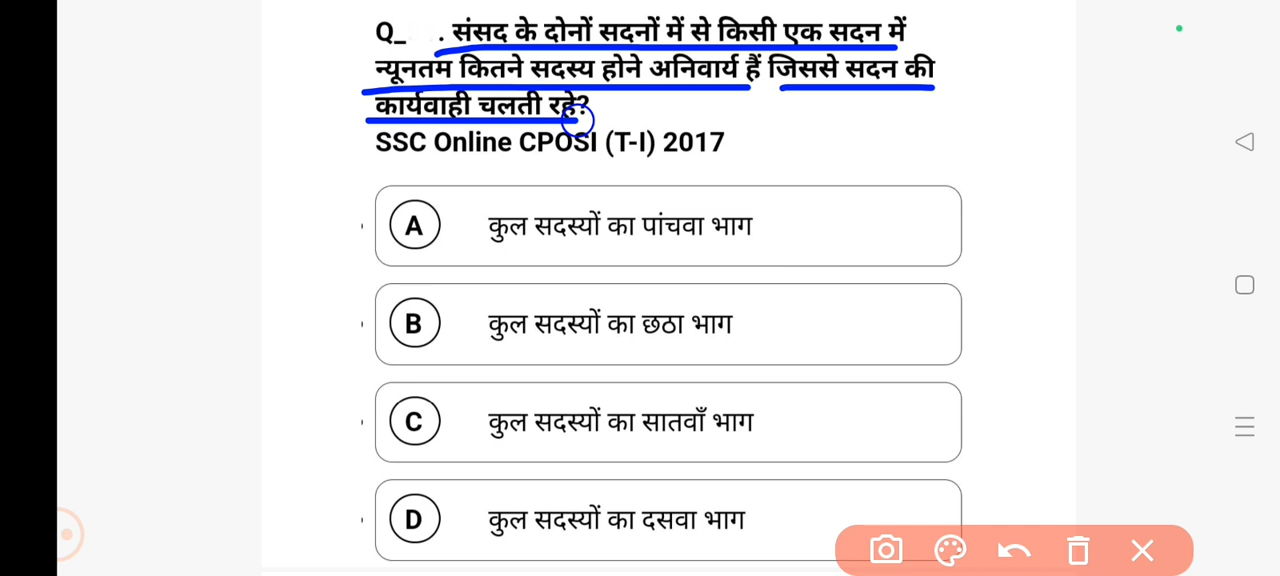 Q_ . संसद के दोनों सदनों में से किसी एक सदन में
न्यूनतम कितने सदस्य होने अनिवार्य हैं जिससे सदन की
कार्यवाही चलती रहे?
SSC Online CPOSI (T-I) 2017
A कुल सदस्यों का पांचवा भाग
B कुल सदस्यों का छठा भाग
C कुल सदस्यों का सातवाँ भाग
D कुल सदस्यों का दसवा भाग